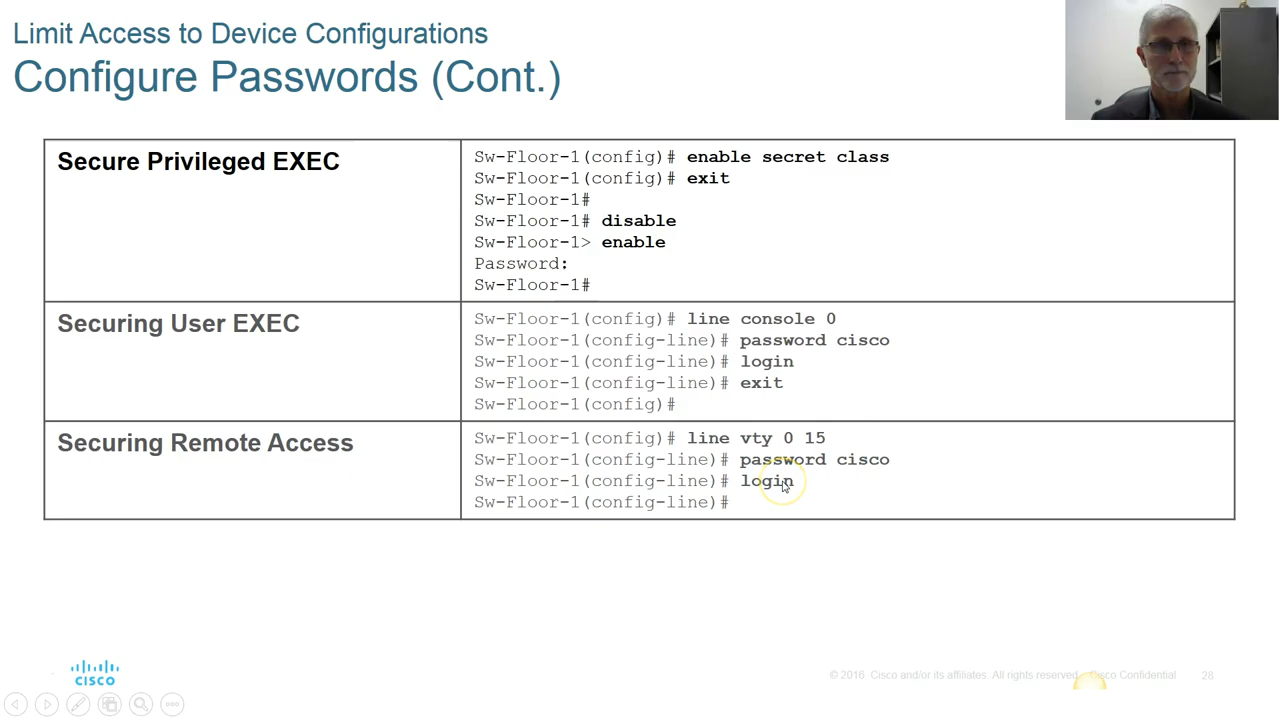 Limit Access to Device Configurations
Configure Passwords (Cont.)
Secure Privileged EXEC
Sw-Floor-1(config)# enable secret class
Sw-Floor-1(config)# exit
Sw-Floor-1#
Sw-Floor-1# disable
Sw-Floor-1> enable
Password:
Sw-Floor-1#
Securing User EXEC
Sw-Floor-1(config)# line console 0
Sw-Floor-1(config-line)# password cisco
Sw-Floor-1(config-line)# login
Sw-Floor-1(config-line)# exit
Sw-Floor-1(config)#
Securing Remote Access
Sw-Floor-1(config)# line vty 0 15
Sw-Floor-1(config-line)# password cisco
Sw-Floor-1(config-line)# login
Sw-Floor-1(config-line)#
CISCO
© 2016 Cisco and/or its affiliates. All rights reserved. Cisco Confidential 28